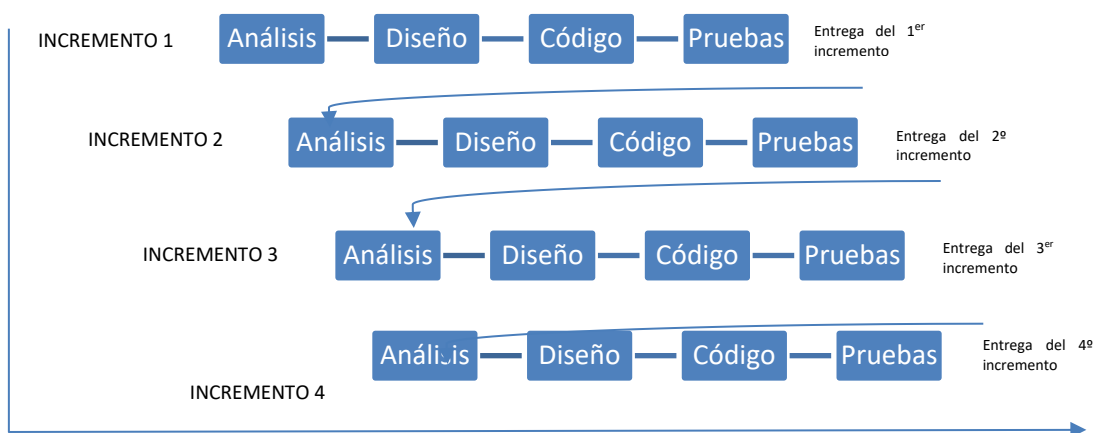 INCREMENTO 1 Análisis Diseño Código Pruebas Entrega del 1er
incremento
INCREMENTO 2 Análisis Diseño Código Pruebas Entrega del 2º
incremento
INCREMENTO 3 Análisis Diseño Código Pruebas Entrega del 3er
incremento
Análisis Diseño Código Pruebas Entrega del 4º
incremento
INCREMENTO 4